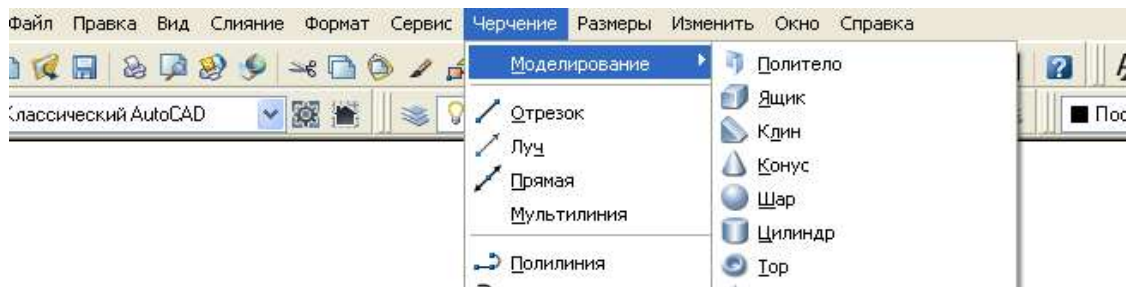 Файл Правка Вид Слияние Формат Сервис Черчение Размеры Изменить Окно Справка
Моделирование
Политело
Ящик
Классический AutoCAD
Отрезок
Клин
Луч
Конус
Прямая
Шар
Мультилиния
Цилиндр
Полилиния
Тор